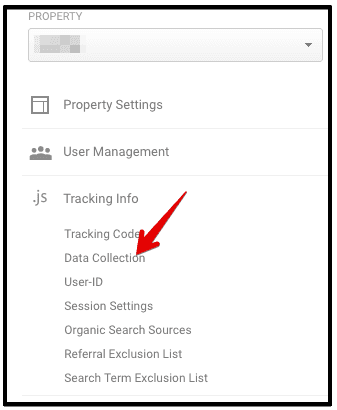 PROPERTY
Property Settings
User Management
.js Tracking Info
Tracking Code
Data Collection
User-ID
Session Settings
Organic Search Sources
Referral Exclusion List
Search Term Exclusion List